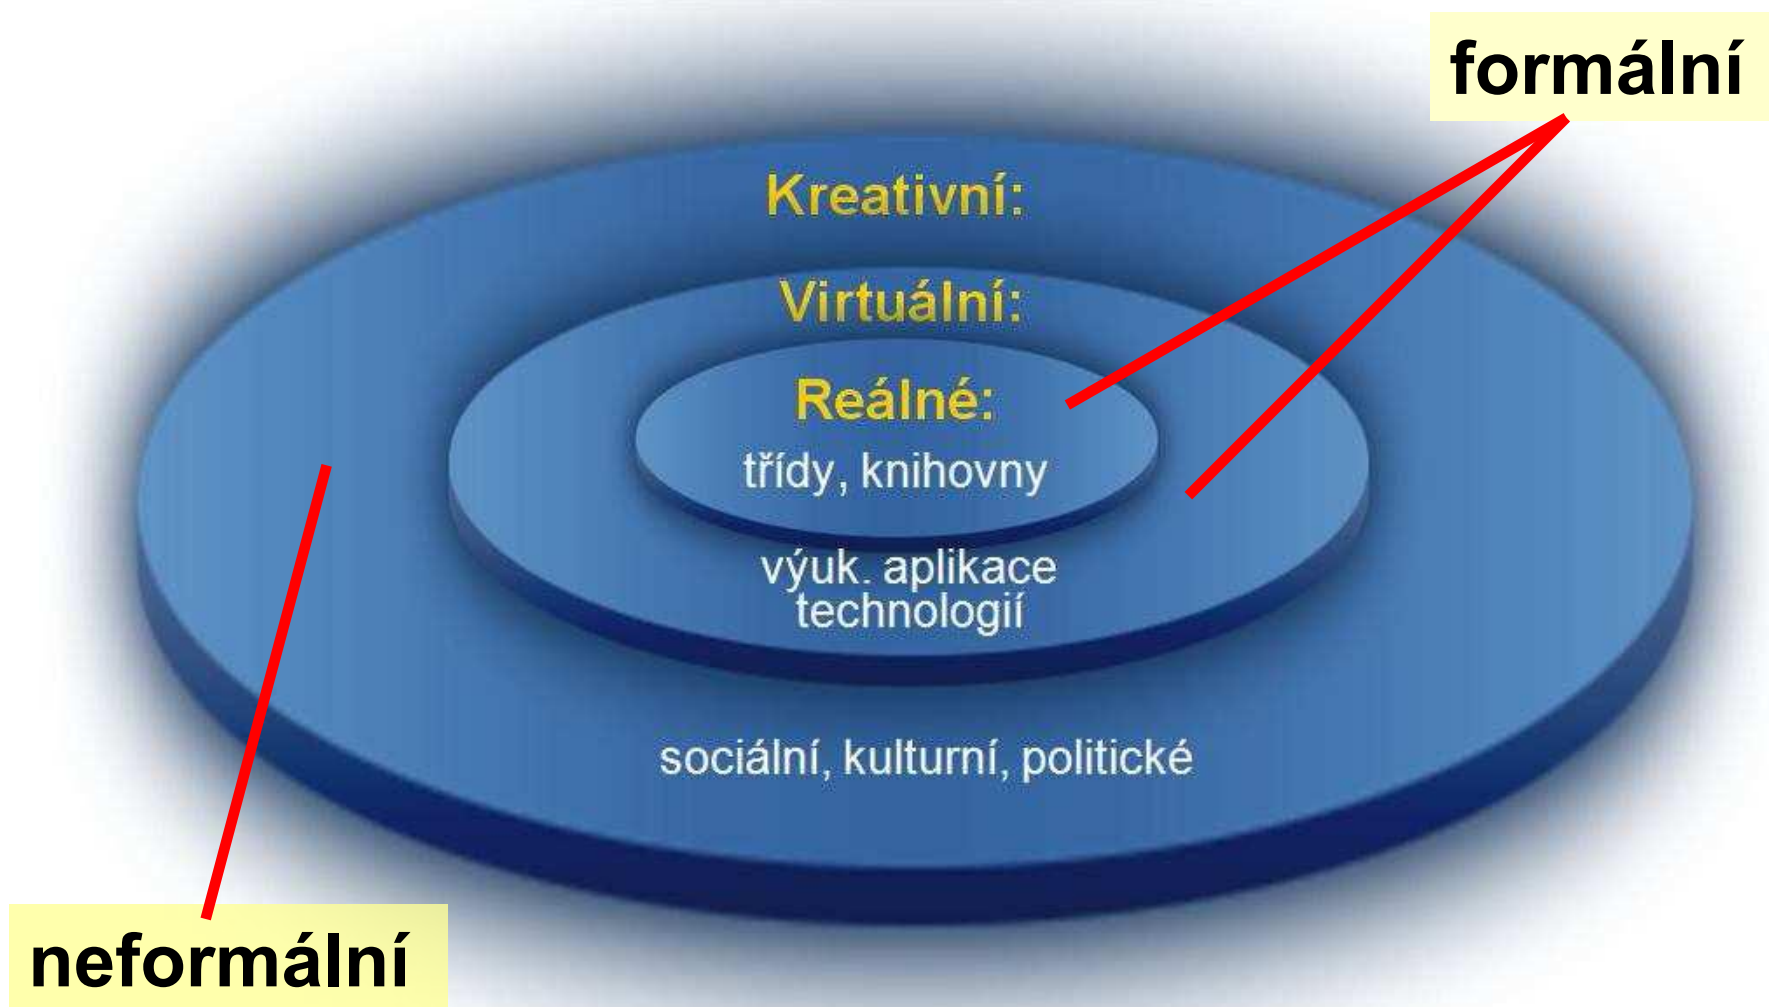 formální
Kreativní:
Virtuální:
Reálné:
třídy, knihovny
výuk. aplikace
technologií
sociální, kulturní, politické
neformální